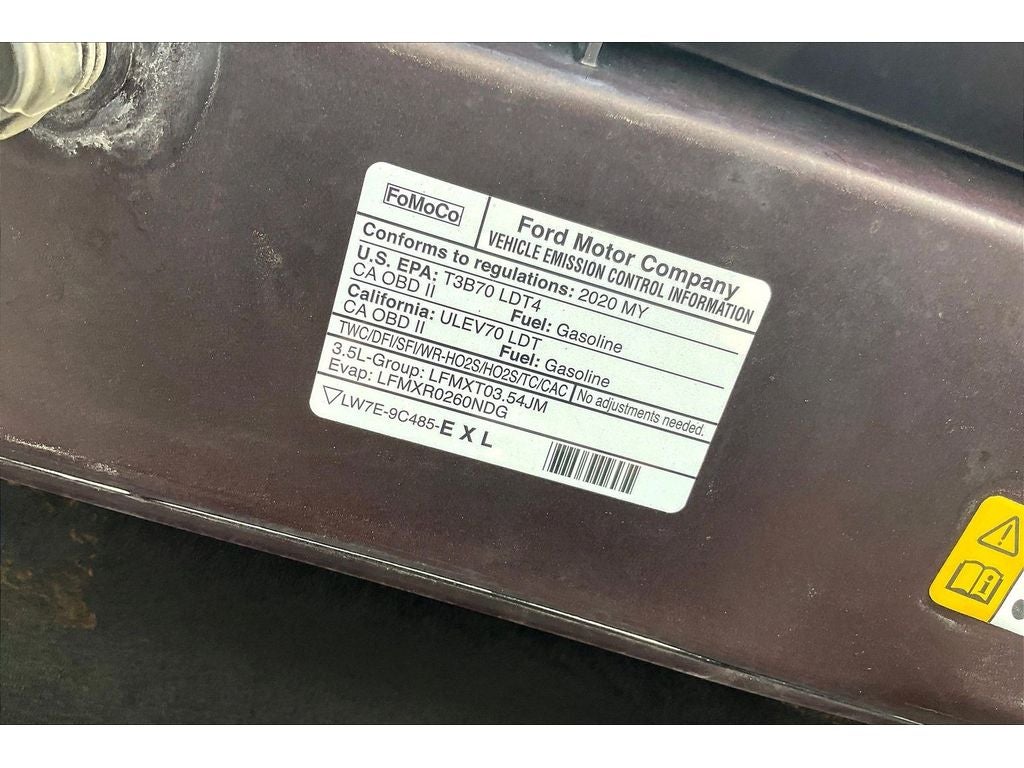 FoMoCo
Ford Motor Company
VEHICLE EMISSION CONTROL INFORMATION
Conforms to regulations: 2020 MY
U.S. EPA: T3B70 LDT4
CA OBD II Fuel: Gasoline
California: ULEV70 LDT
CA OBD II Fuel: Gasoline
TWC/DFI/SFI/WR-HO2S/HO2S/TC/CAC No adjustments needed.
3.5L-Group: LFMXT03.54JM
Evap: LFMXR0260NDG
▽LW7E-9C485-E X L